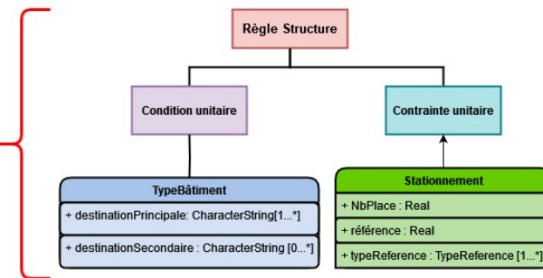 Règle Structure
Condition unitaire
Contrainte unitaire
TypeBâtiment
+ destinationPrincipale: CharacterString[1...*]
+ destinationSecondaire : CharacterString [0...*]
Stationnement
+ NbPlace : Real
+ référence : Real
+ typeReference : TypeReference [1...*]